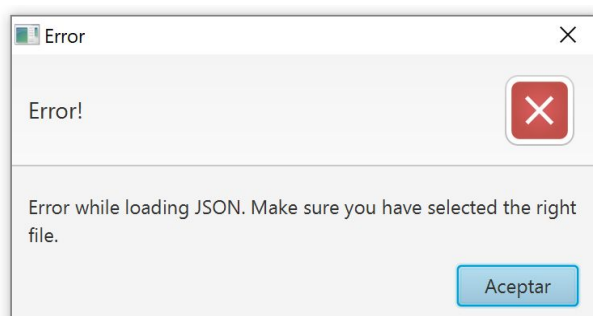 Error
Error!
Error while loading JSON. Make sure you have selected the right
file.
Aceptar